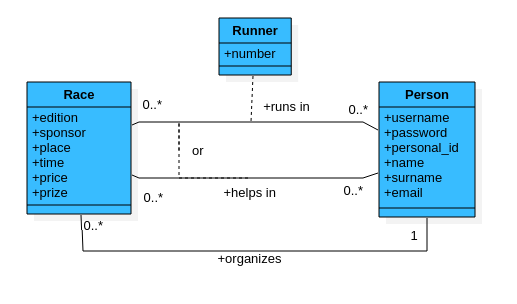 Runner
+number
Race
+edition
+sponsor
+place
+time
+price
+prize
Person
+username
+password
+personal_id
+name
+surname
+email
0..*
+runs in
0..*
or
0..*
+helps in
0..*
0..*
1
+organizes